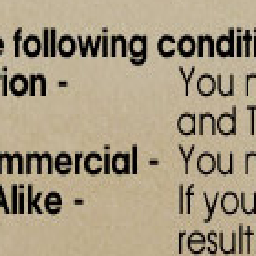 e following conditi
tion - You n
and T
mmercial - You n
Alike - If you
result